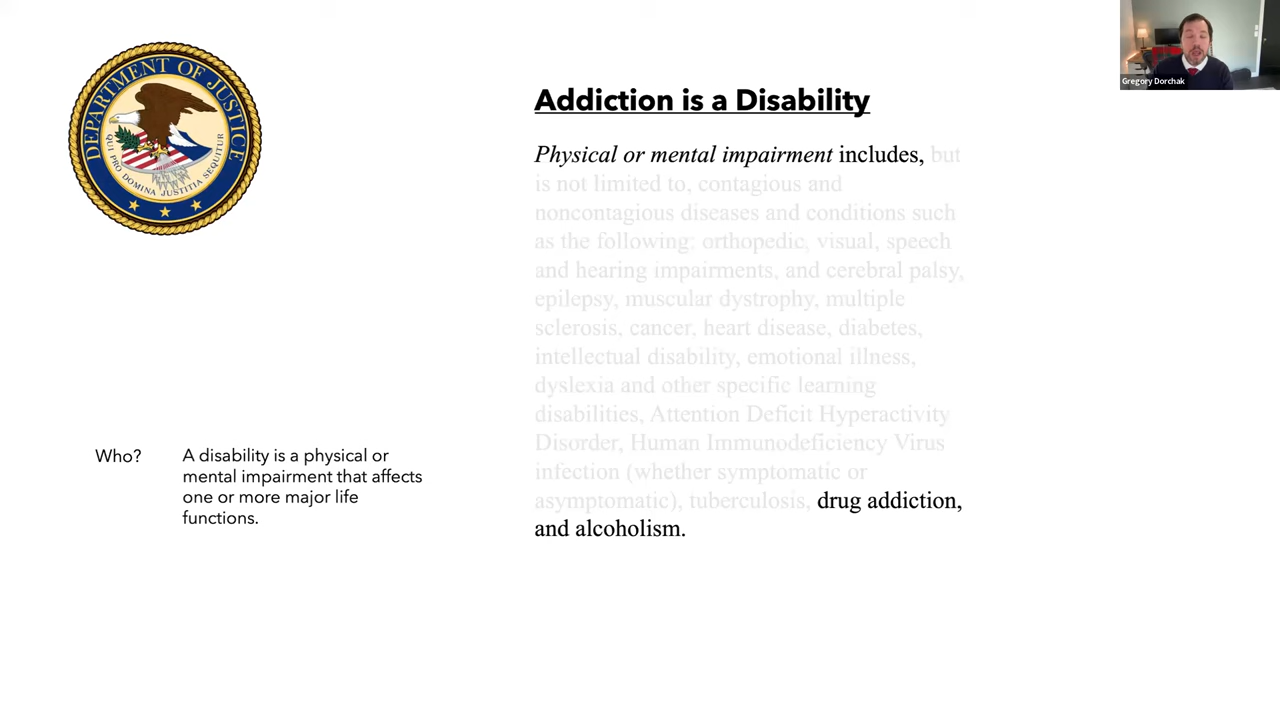 DEPARTMENT OF JUSTICE
QUI PRO DOMINA JUSTITIA SEQUITUR
Gregory Dorchak
Addiction is a Disability
Physical or mental impairment includes, but
is not limited to, contagious and
noncontagious diseases and conditions such
as the following: orthopedic, visual, speech
and hearing impairments, and cerebral palsy,
epilepsy, muscular dystrophy, multiple
sclerosis, cancer, heart disease, diabetes,
intellectual disability, emotional illness,
dyslexia and other specific learning
disabilities, Attention Deficit Hyperactivity
Disorder, Human Immunodeficiency Virus
infection (whether symptomatic or
asymptomatic), tuberculosis, drug addiction,
and alcoholism.
Who?
A disability is a physical or
mental impairment that affects
one or more major life
functions.